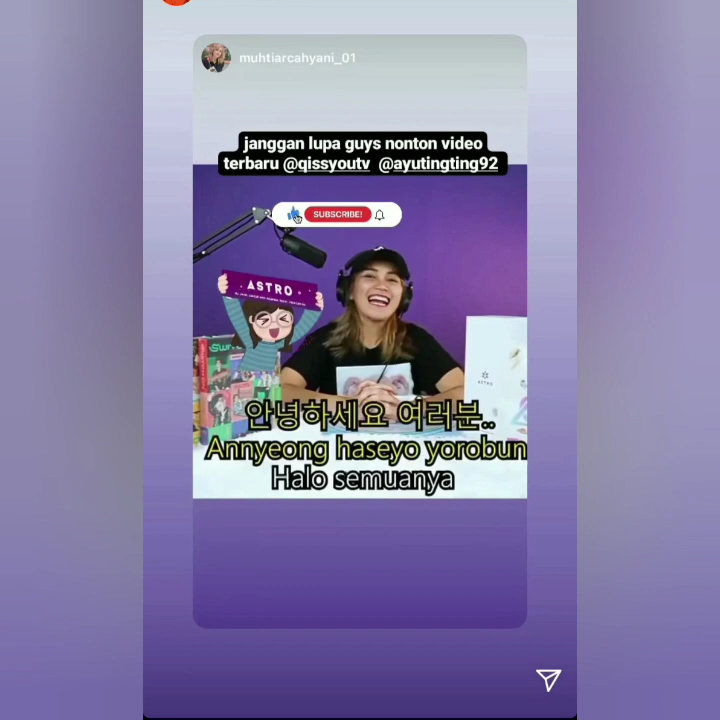 muhtiarcahyani_01
janggan lupa guys nonton video
terbaru @qissyoutv @ayutingting92
SUBSCRIBE!
ASTRO
ASTRO
안녕하세요 여러분..
Annyeong haseyo yorobun
Halo semuanya